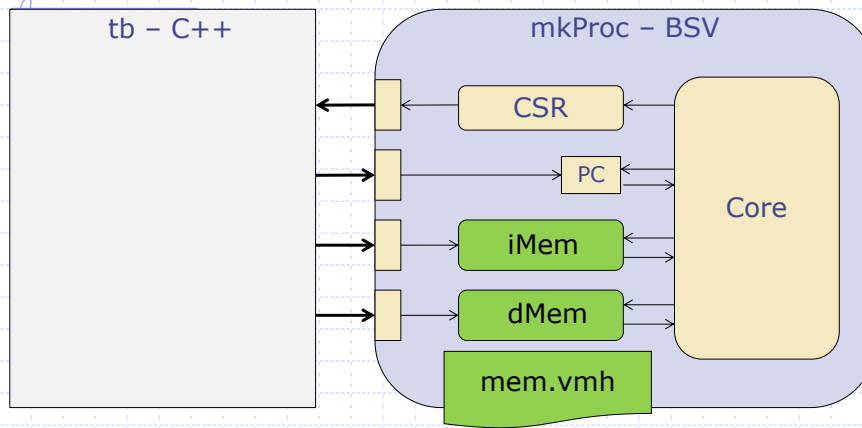 tb – C++
mkProc – BSV
CSR
PC
Core
iMem
dMem
mem.vmh